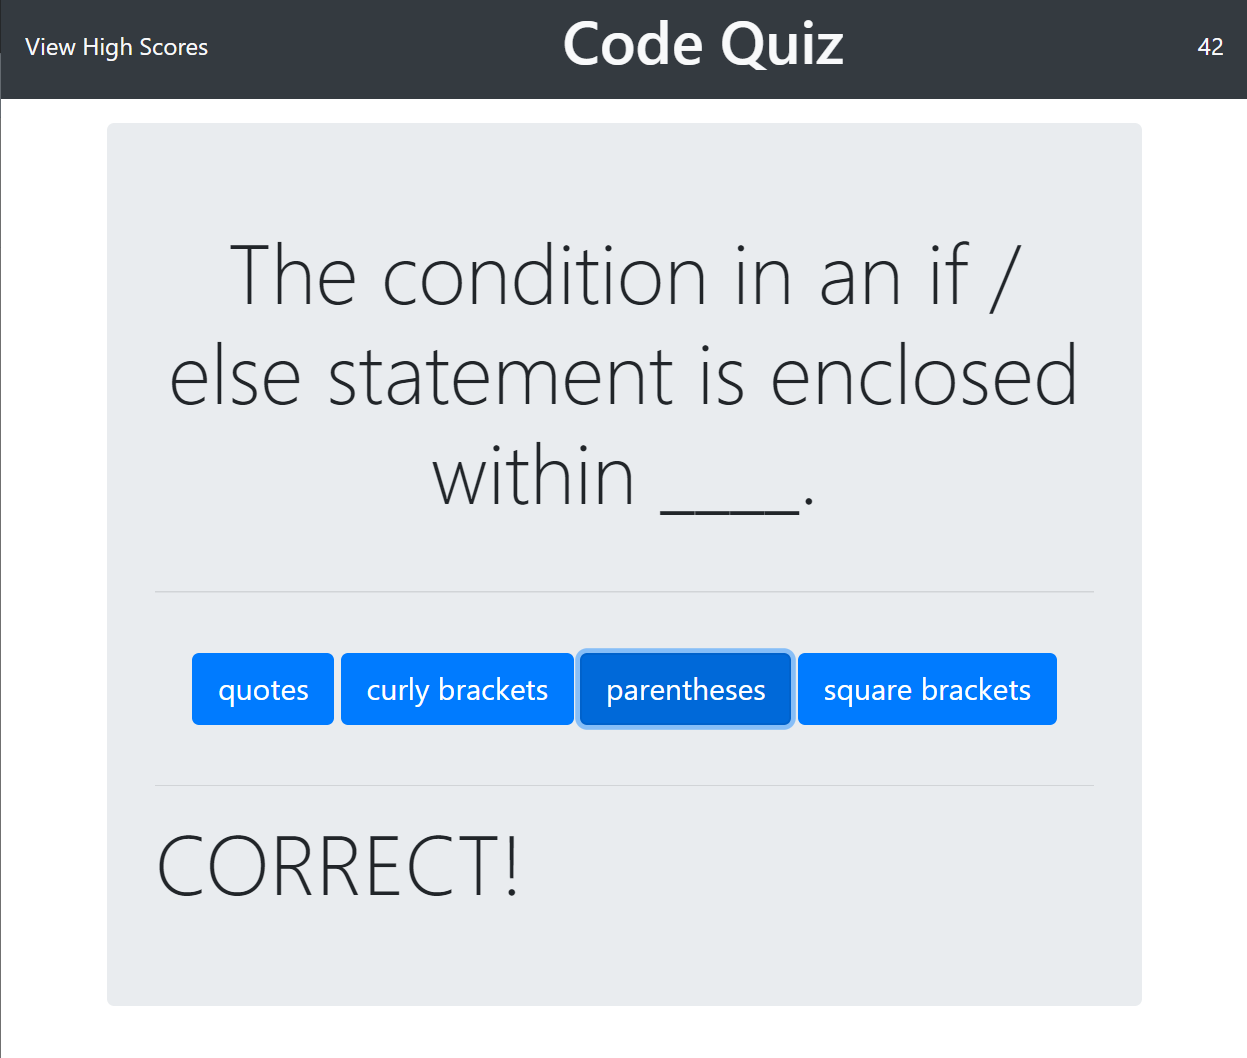 View High Scores
Code Quiz
42
The condition in an if /
else statement is enclosed
within ____.
quotes
curly brackets
parentheses
square brackets
CORRECT!